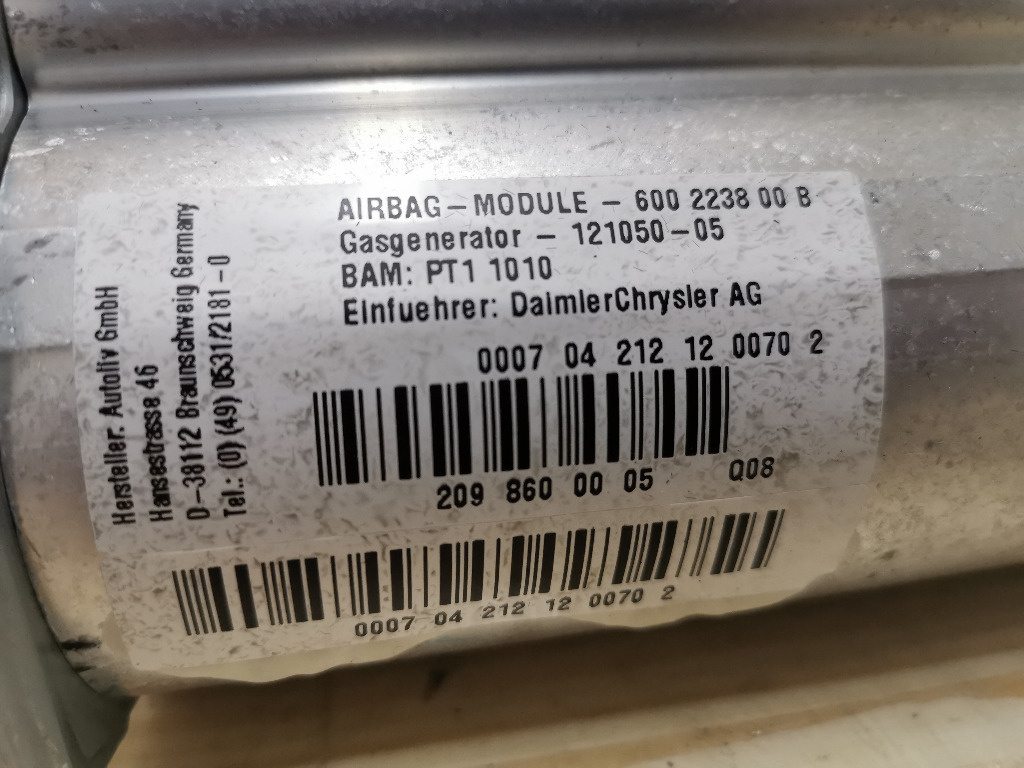 AIRBAG-MODULE - 600 2238 00 B
Gasgenerator - 121050-05
BAM: PT1 1010
Einfuehrer: DaimlerChrysler AG
0007 04 212 12 0070 2
209 860 00 05 Q08
0007 04 212 12 0070 2
Hersteller: Autoliv GmbH
Hansestrasse 46
D-38112 Braunschweig Germany
Tel.: (0) (49) 0531/2181-0